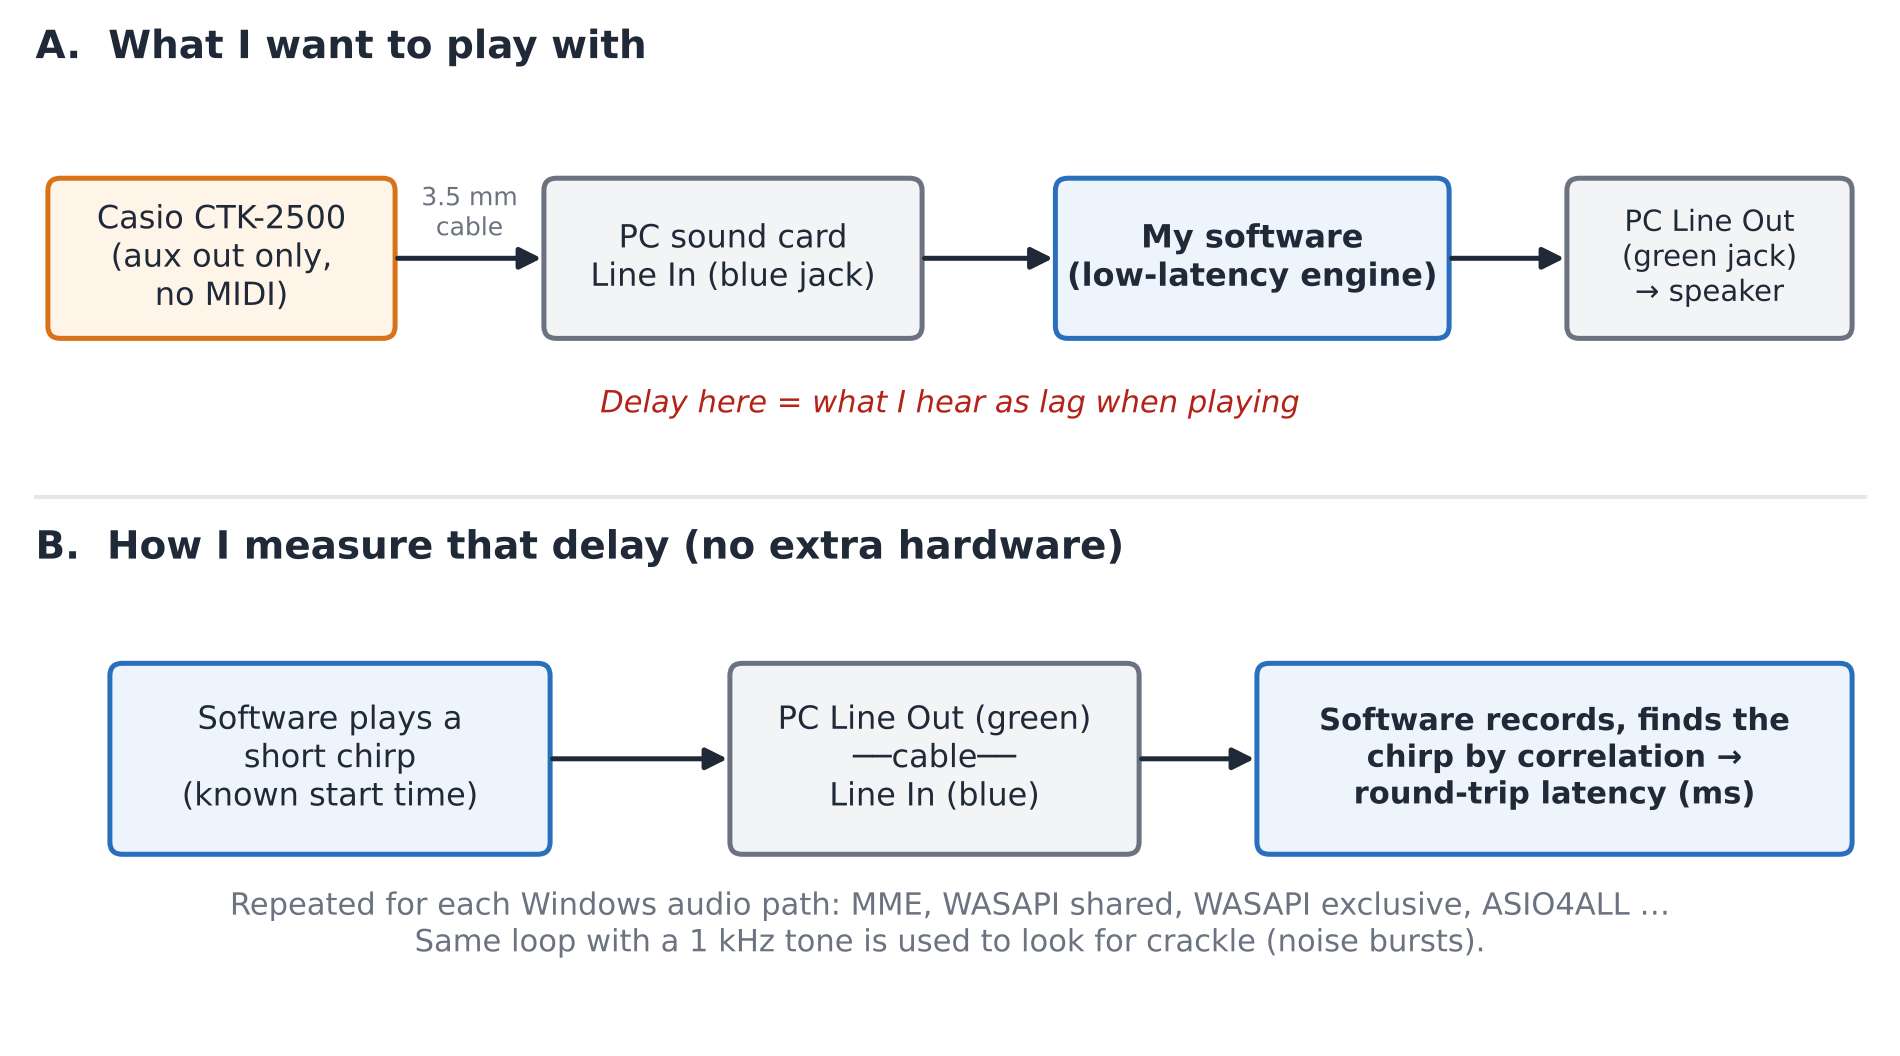 A. What I want to play with
Casio CTK-2500
(aux out only,
no MIDI)
3.5 mm
cable
PC sound card
Line In (blue jack)
My software
(low-latency engine)
PC Line Out
(green jack)
→ speaker
Delay here = what I hear as lag when playing
B. How I measure that delay (no extra hardware)
Software plays a
short chirp
(known start time)
PC Line Out (green)
──cable──
Line In (blue)
Software records, finds the
chirp by correlation →
round-trip latency (ms)
Repeated for each Windows audio path: MME, WASAPI shared, WASAPI exclusive, ASIO4ALL …
Same loop with a 1 kHz tone is used to look for crackle (noise bursts).